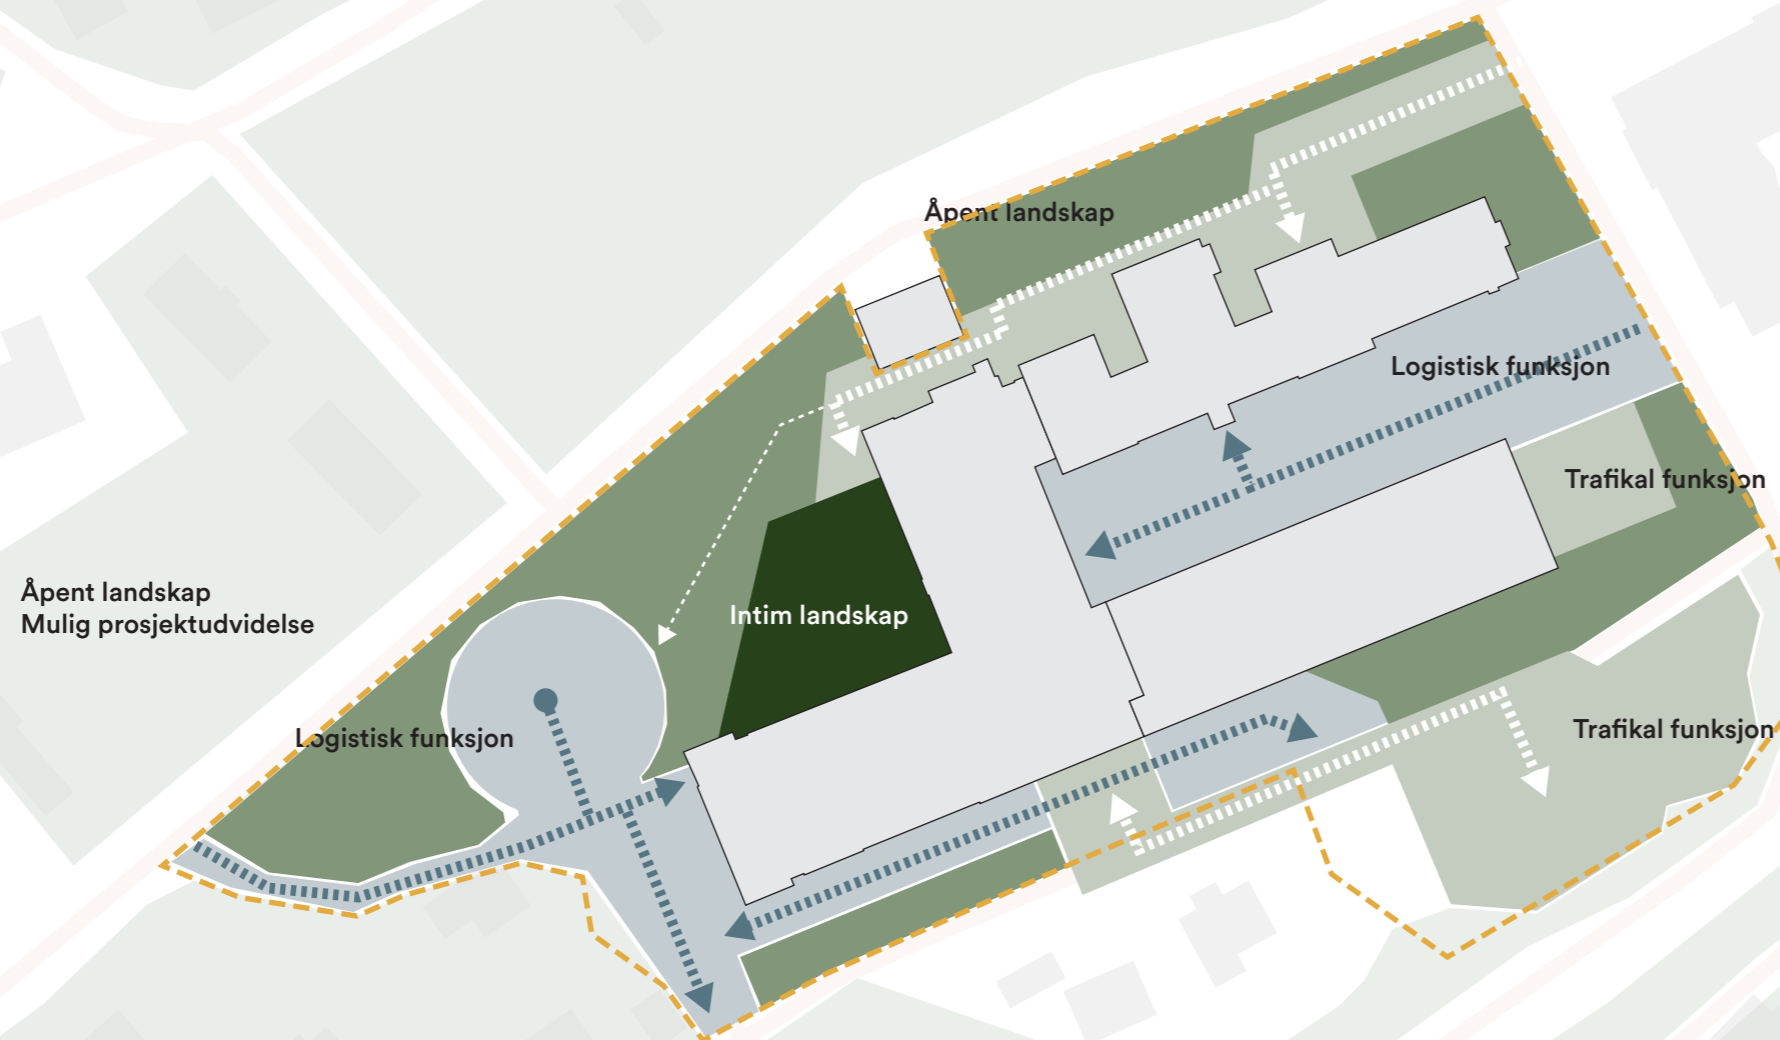 Åpent landskap
Logistisk funksjon
Trafikal funksjon
Åpent landskap
Mulig prosjektudvidelse
Intim landskap
Logistisk funksjon
Trafikal funksjon